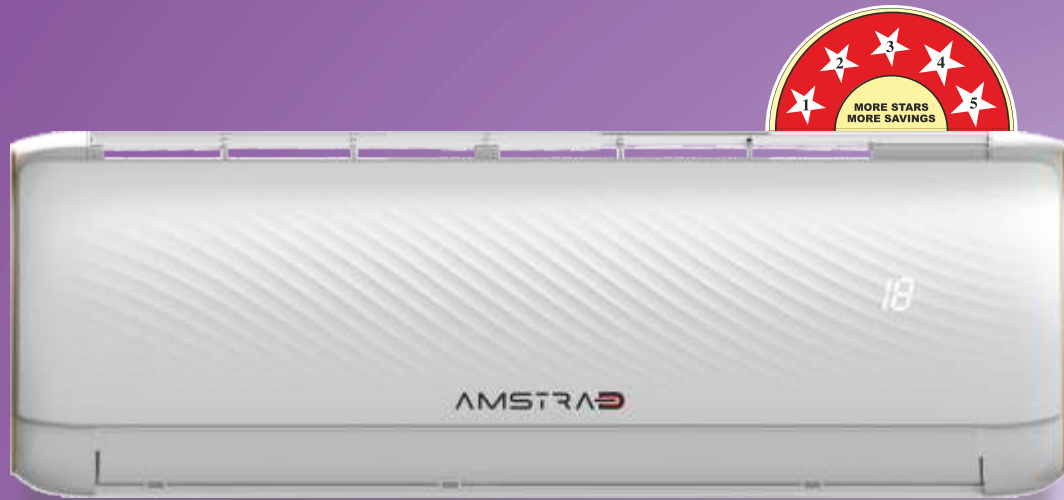 1 2 3 4 5
MORE STARS
MORE SAVINGS
18
AMSTRAD